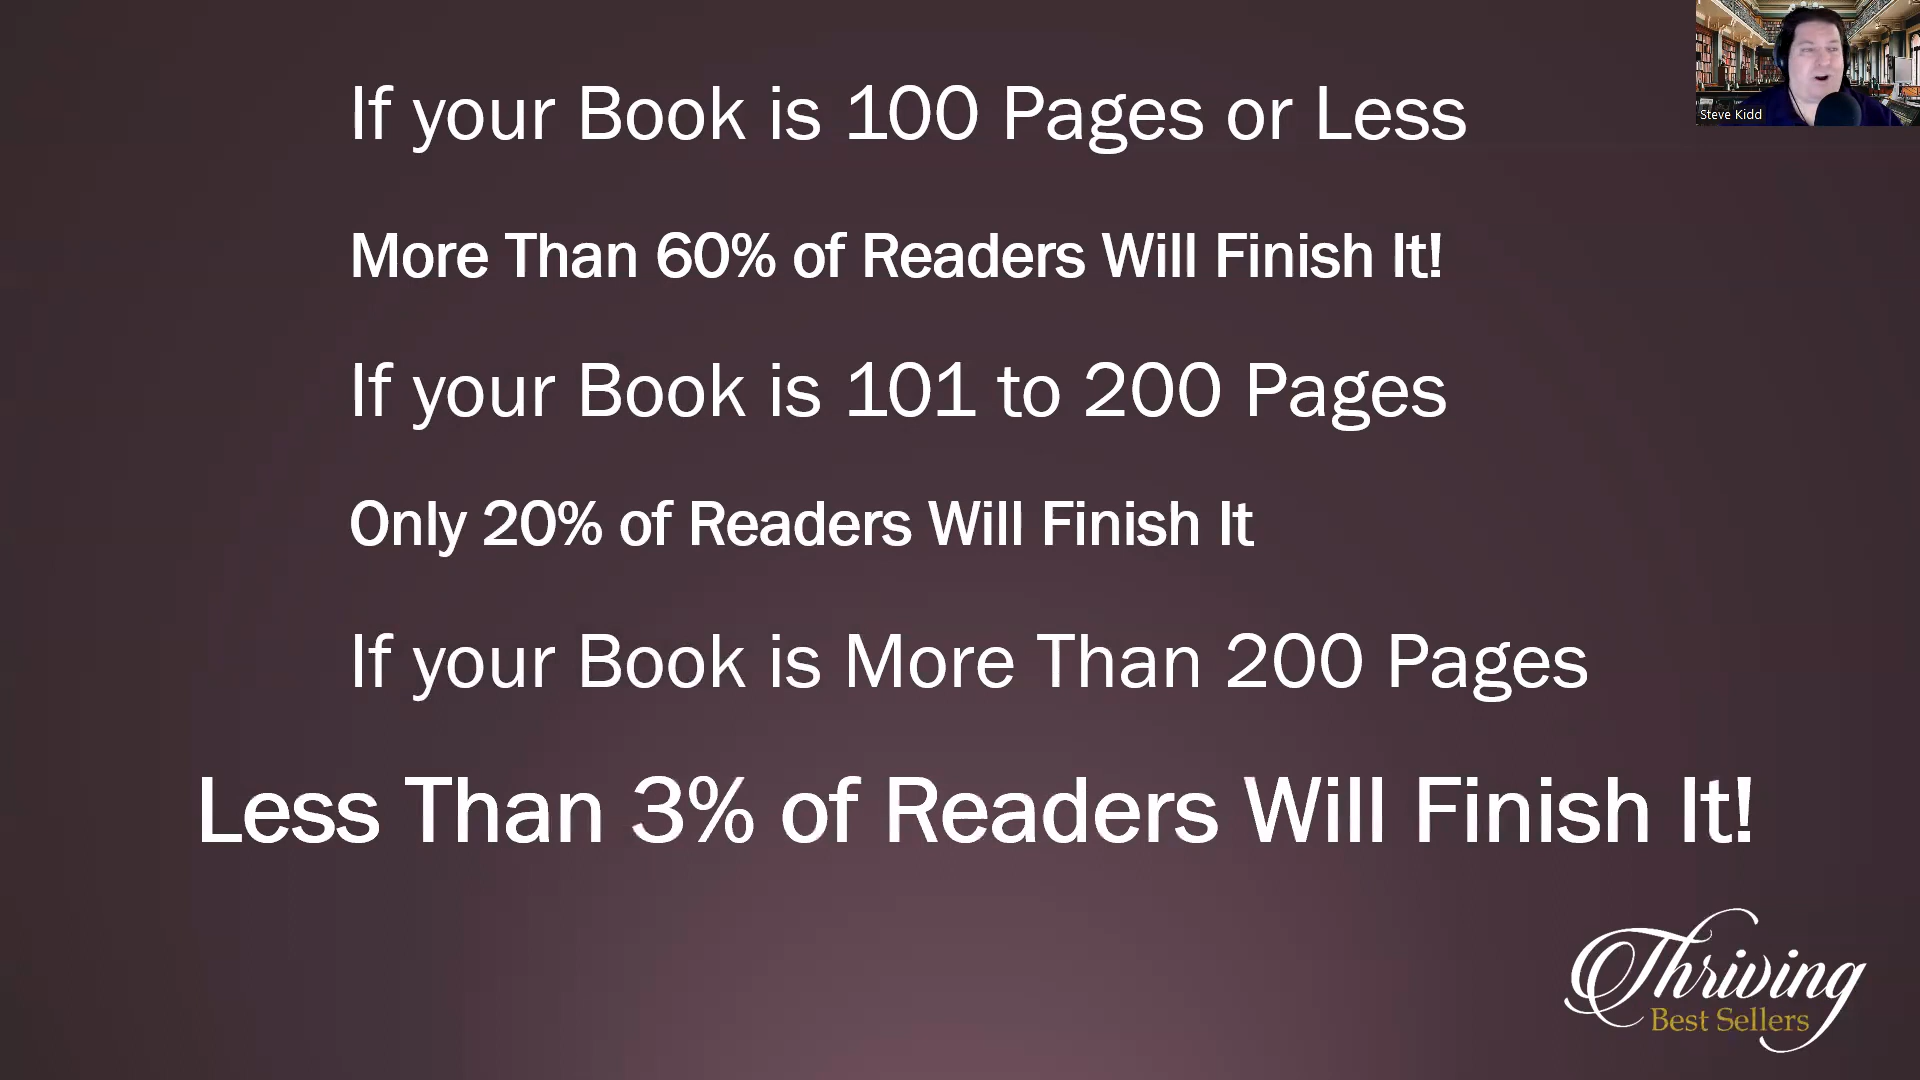 If your Book is 100 Pages or Less
Steve Kidd
More Than 60% of Readers Will Finish It!
If your Book is 101 to 200 Pages
Only 20% of Readers Will Finish It
If your Book is More Than 200 Pages
Less Than 3% of Readers Will Finish It!
Thriving
Best Sellers